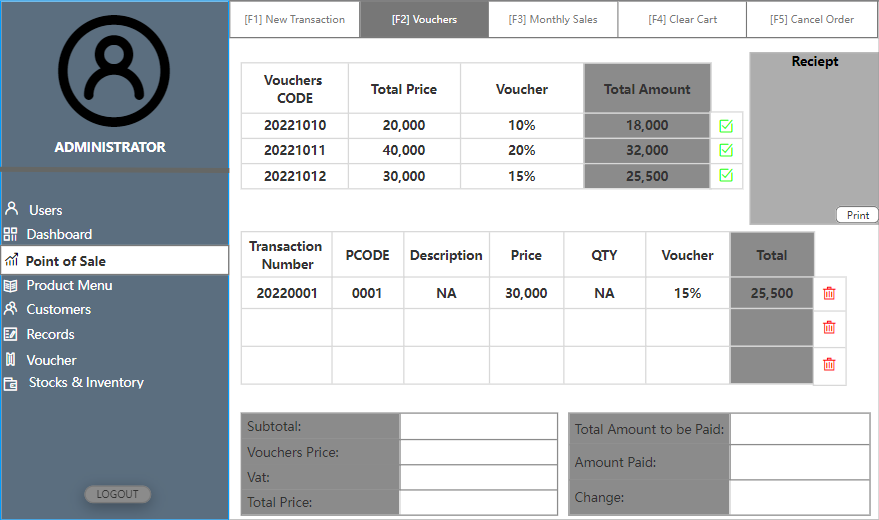 ADMINISTRATOR
Users
Dashboard
Point of Sale
Product Menu
Customers
Records
Voucher
Stocks & Inventory
LOGOUT
[F1] New Transaction [F2] Vouchers [F3] Monthly Sales [F4] Clear Cart [F5] Cancel Order
Vouchers
CODE Total Price Voucher Total Amount
20221010 20,000 10% 18,000
20221011 40,000 20% 32,000
20221012 30,000 15% 25,500
Reciept
Print
Transaction
Number PCODE Description Price QTY Voucher Total
20220001 0001 NA 30,000 NA 15% 25,500
Subtotal:
Vouchers Price:
Vat:
Total Price:
Total Amount to be Paid:
Amount Paid:
Change: